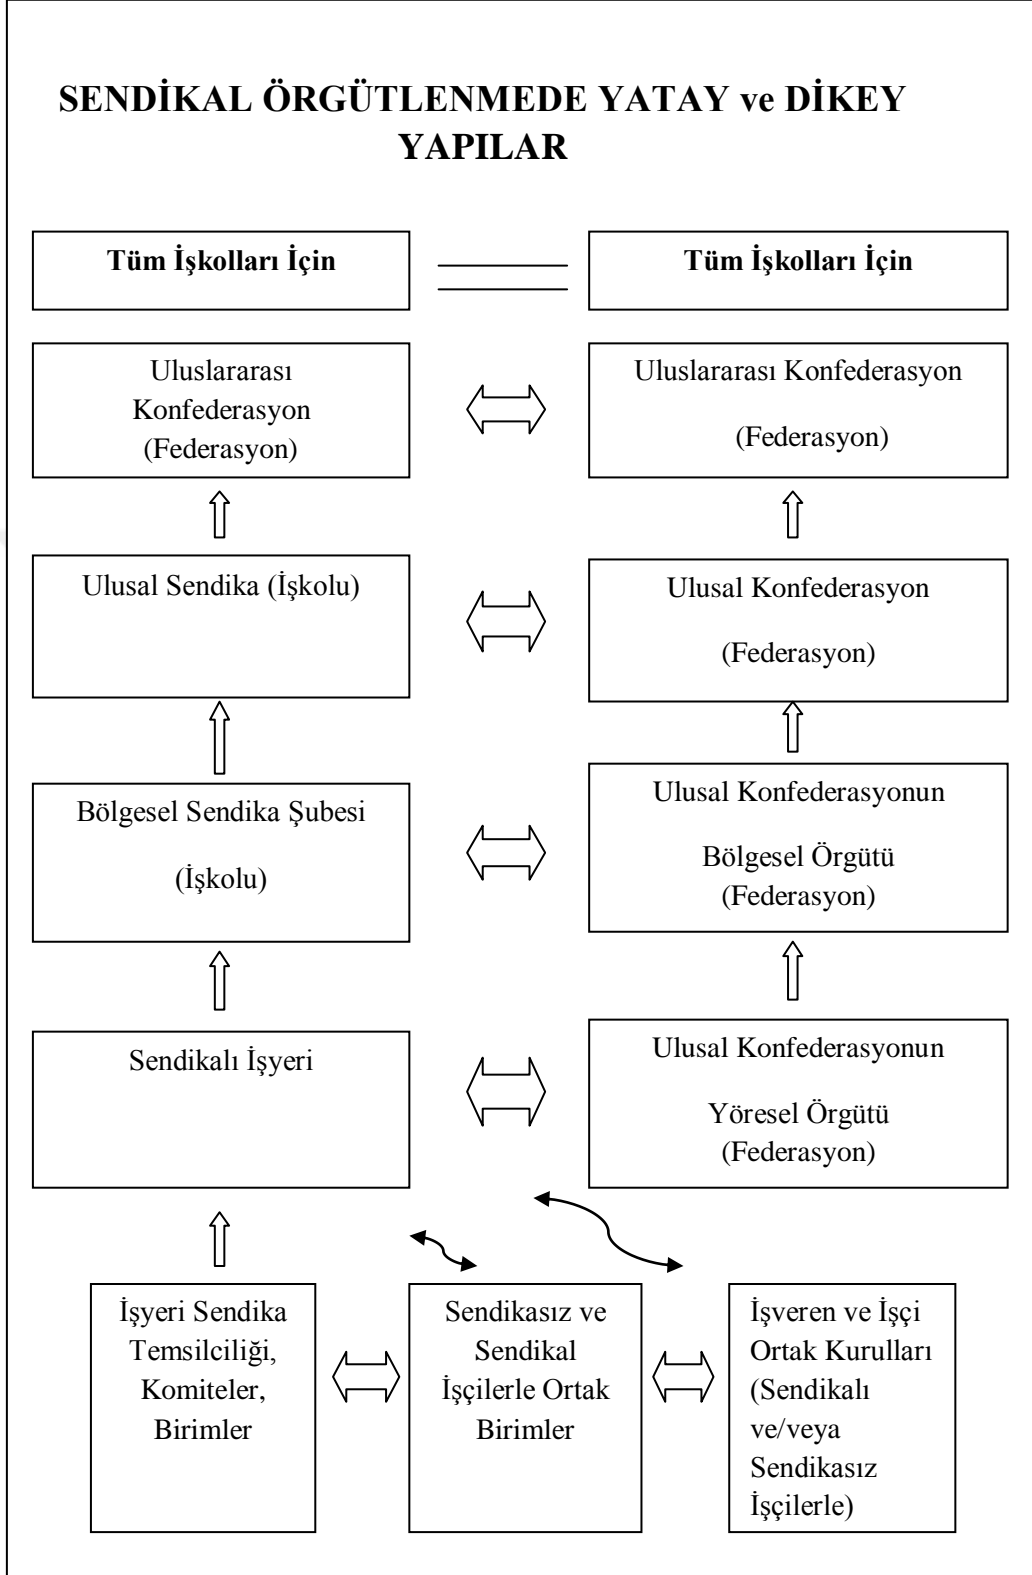 SENDİKAL ÖRGÜTLENMEDE YATAY ve DİKEY
YAPILAR
Tüm İşkolları İçin
Tüm İşkolları İçin
Uluslararası
Konfederasyon
(Federasyon)
Uluslararası Konfederasyon
(Federasyon)
Ulusal Sendika (İşkolu)
Ulusal Konfederasyon
(Federasyon)
Bölgesel Sendika Şubesi
(İşkolu)
Ulusal Konfederasyonun
Bölgesel Örgütü
(Federasyon)
Sendikalı İşyeri
Ulusal Konfederasyonun
Yöresel Örgütü
(Federasyon)
İşyeri Sendika
Temsilciliği,
Komiteler,
Birimler
Sendikasız ve
Sendikal
İşçilerle Ortak
Birimler
İşveren ve İşçi
Ortak Kurulları
(Sendikalı
ve/veya
Sendikasız
İşçilerle)